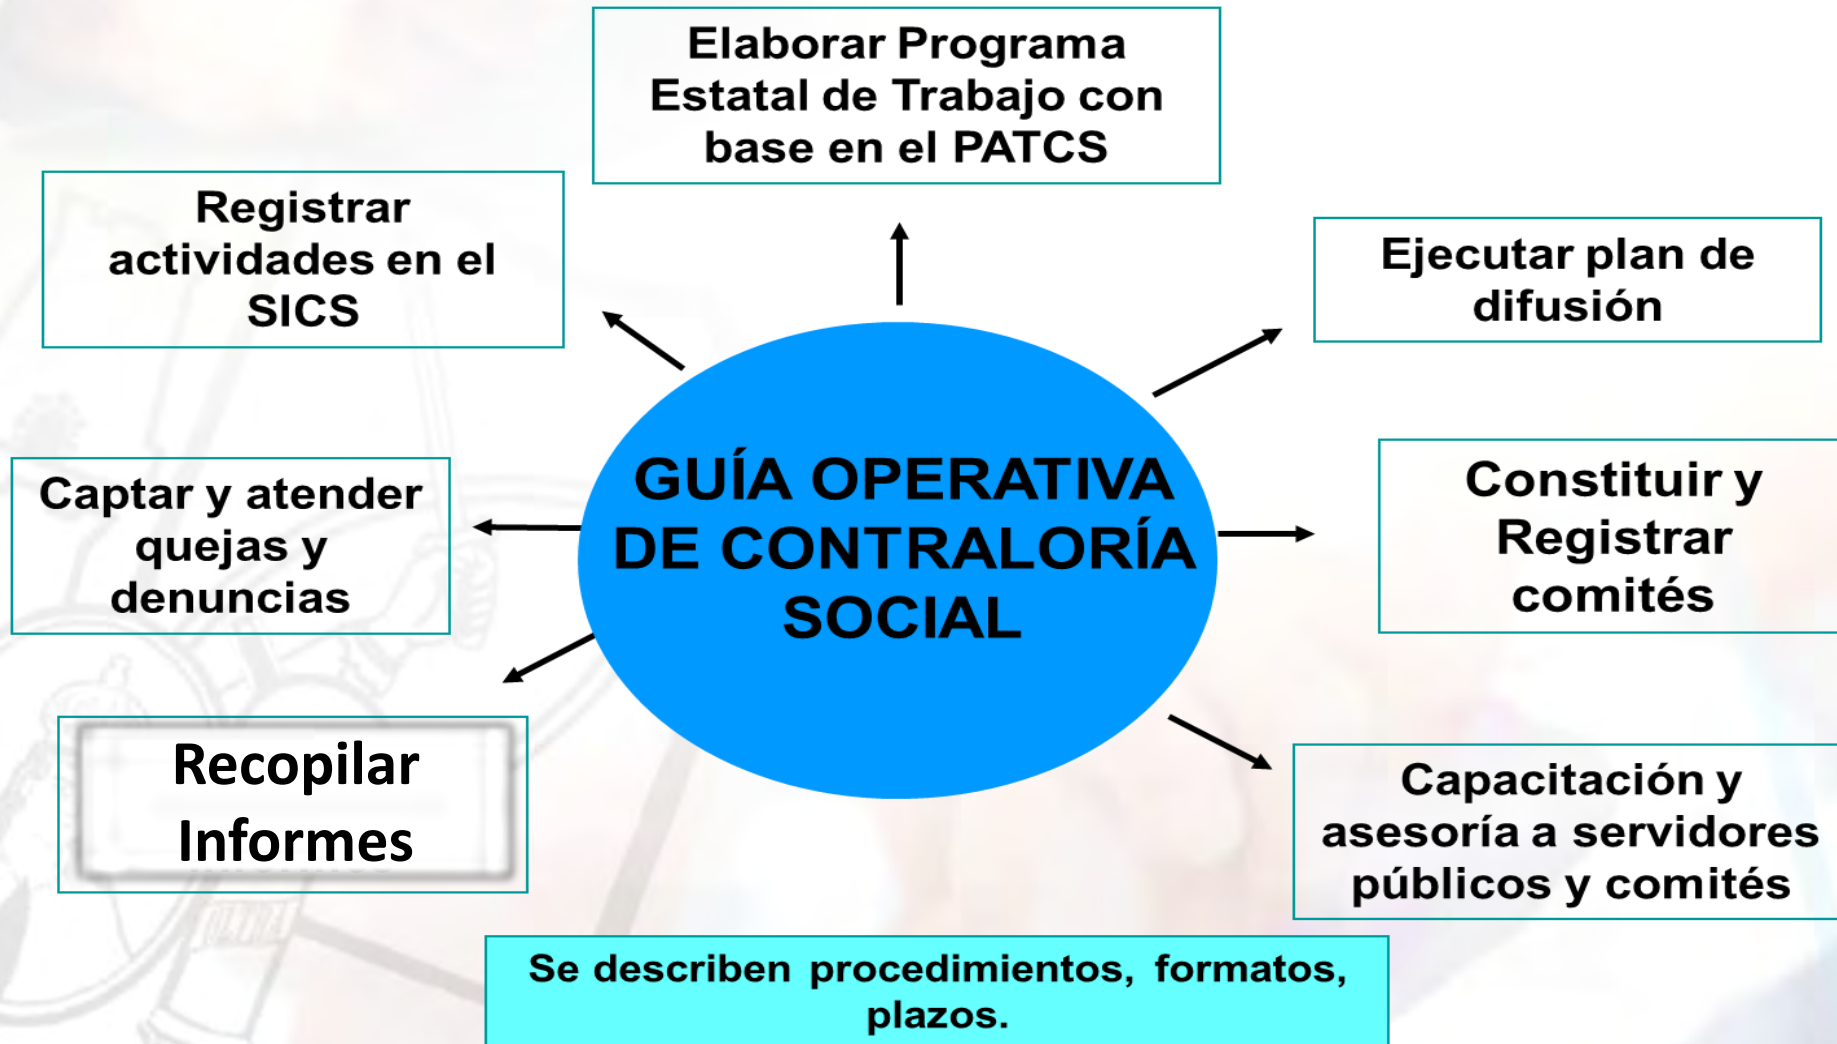 Elaborar Programa
Estatal de Trabajo con
base en el PATCS
Registrar
actividades en el
SICS
Ejecutar plan de
difusión
GUÍA OPERATIVA
DE CONTRALORÍA
SOCIAL
Captar y atender
quejas y
denuncias
Constituir y
Registrar
comités
Recopilar
Informes
Capacitación y
asesoría a servidores
públicos y comités
Se describen procedimientos, formatos,
plazos.